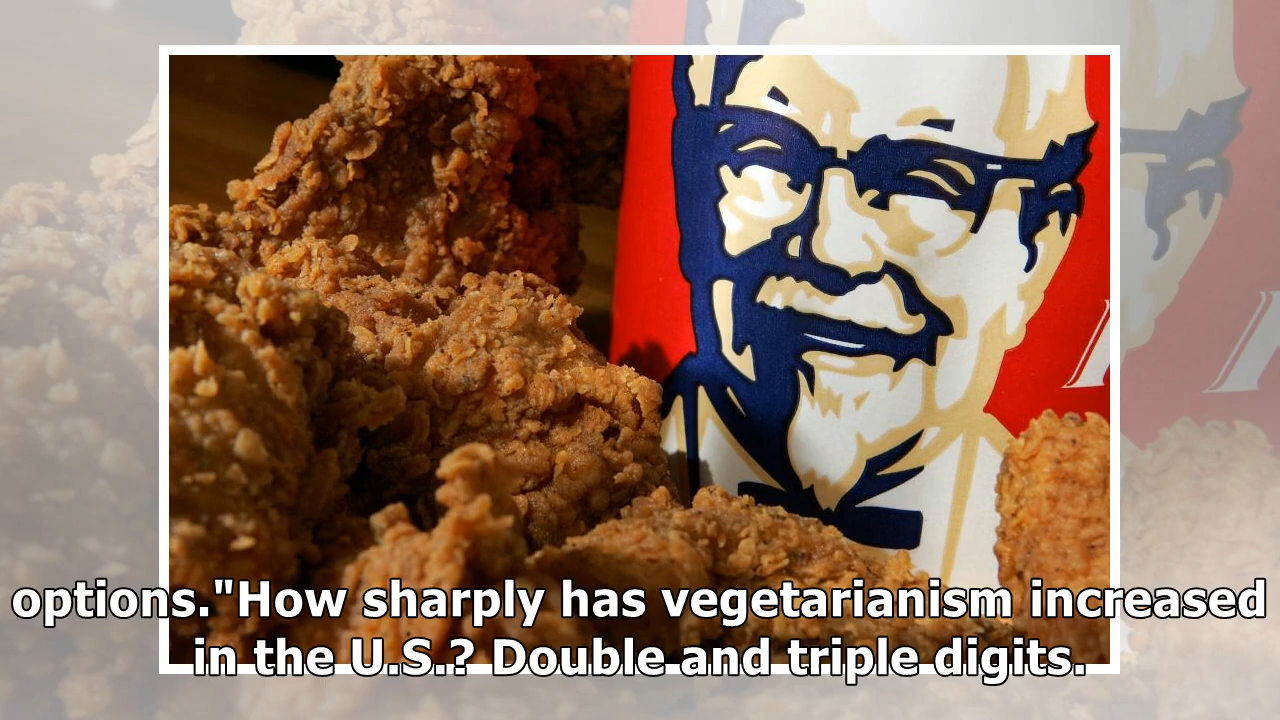 options."How sharply has vegetarianism increased
in the U.S.? Double and triple digits.